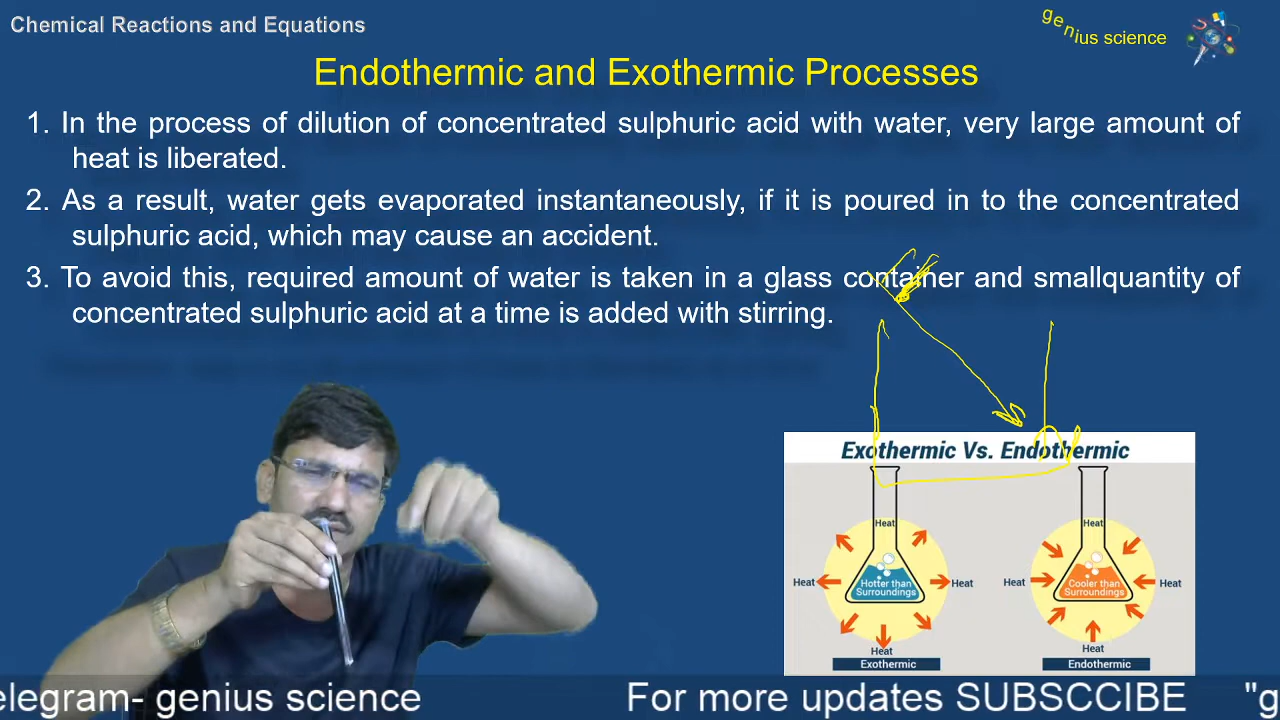 Chemical Reactions and Equations
genius science
Endothermic and Exothermic Processes
1. In the process of dilution of concentrated sulphuric acid with water, very large amount of
heat is liberated.
2. As a result, water gets evaporated instantaneously, if it is poured in to the concentrated
sulphuric acid, which may cause an accident.
3. To avoid this, required amount of water is taken in a glass container and smallquantity of
concentrated sulphuric acid at a time is added with stirring.
Exothermic Vs. Endothermic
Heat
Heat
Heat
Hotter than
Surroundings
Heat
Heat
Exothermic
Heat
Heat
Cooler than
Surroundings
Heat
Heat
Endothermic
elegram- genius science For more updates SUBSCCIBE "g